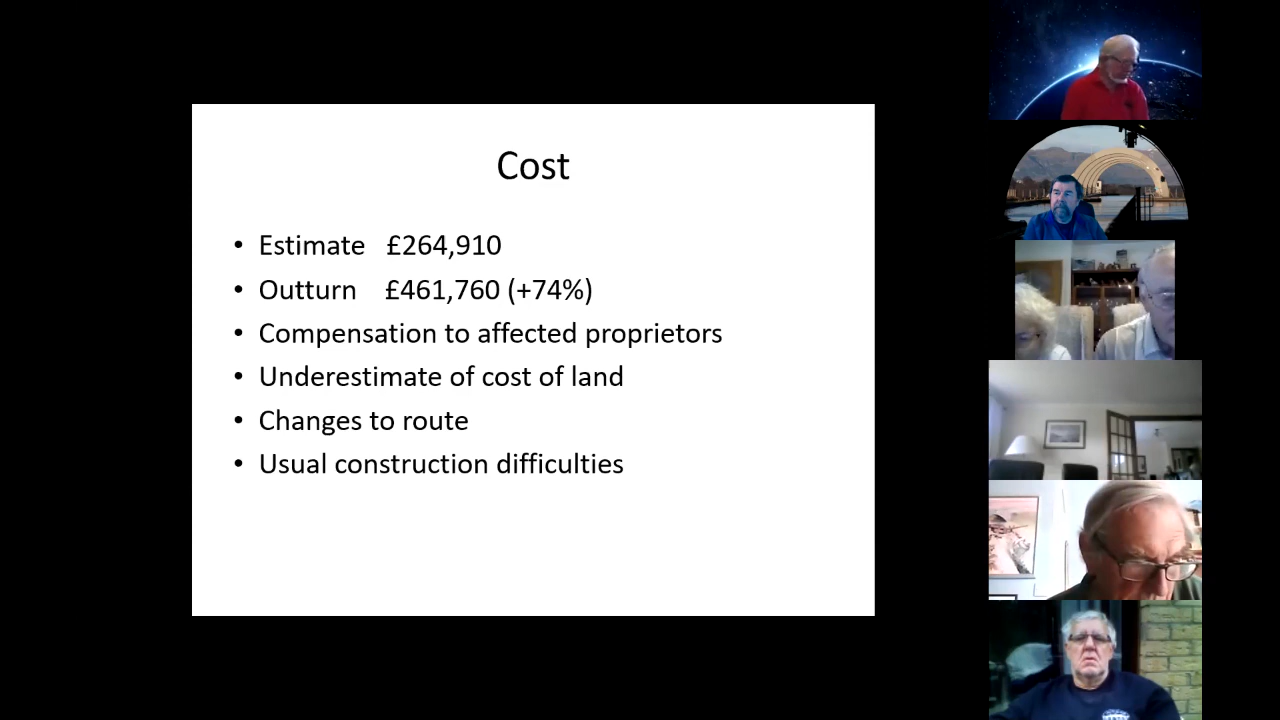 Cost
• Estimate £264,910
• Outturn £461,760 (+74%)
• Compensation to affected proprietors
• Underestimate of cost of land
• Changes to route
• Usual construction difficulties